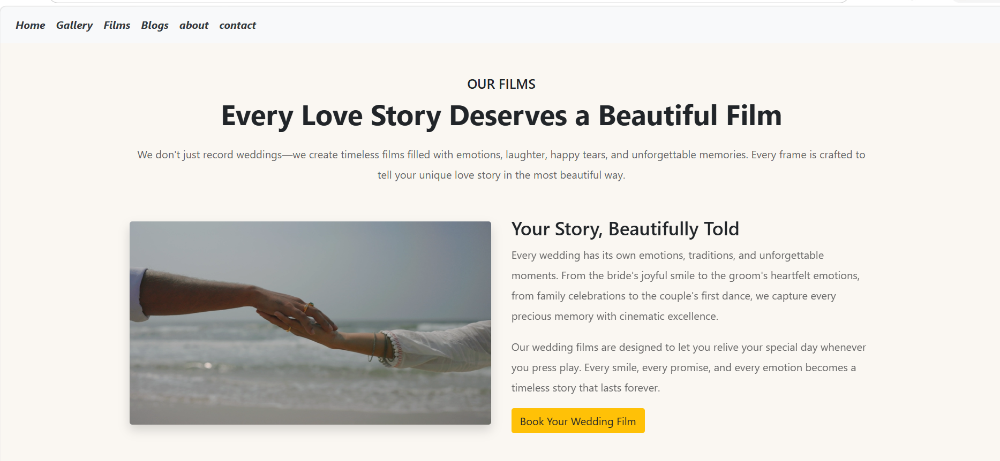 Home Gallery Films Blogs about contact
OUR FILMS
Every Love Story Deserves a Beautiful Film
We don't just record weddings—we create timeless films filled with emotions, laughter, happy tears, and unforgettable memories. Every frame is crafted to
tell your unique love story in the most beautiful way.
Your Story, Beautifully Told
Every wedding has its own emotions, traditions, and unforgettable
moments. From the bride's joyful smile to the groom's heartfelt emotions,
from family celebrations to the couple's first dance, we capture every
precious memory with cinematic excellence.
Our wedding films are designed to let you relive your special day whenever
you press play. Every smile, every promise, and every emotion becomes a
timeless story that lasts forever.
Book Your Wedding Film